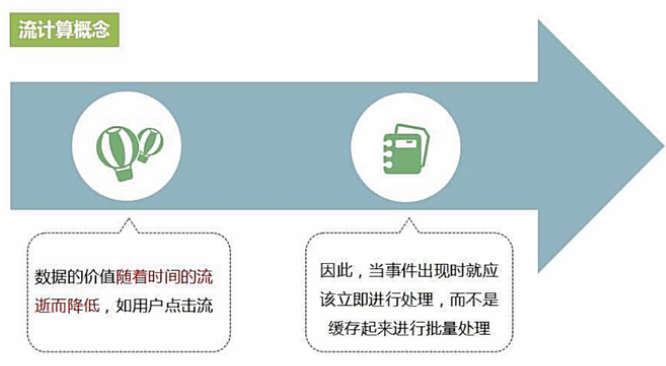 流计算概念
数据的价值随着时间的流
逝而降低，如用户点击流
因此，当事件出现时就应
该立即进行处理，而不是
缓存起来进行批量处理